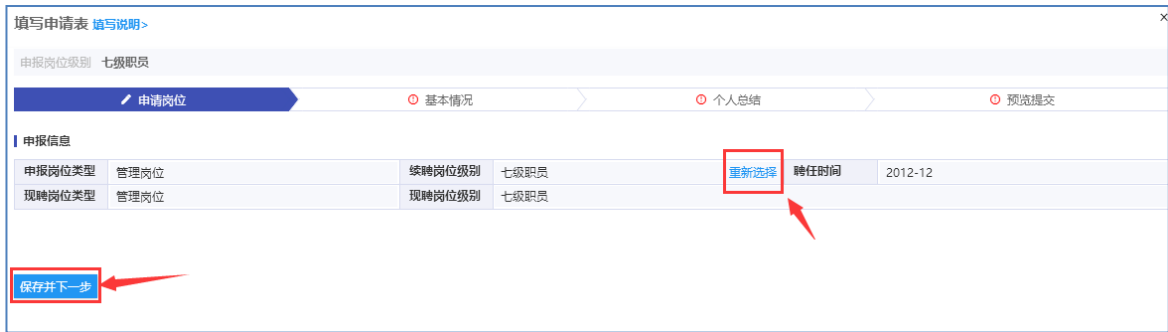 填写申请表 填写说明>
x
申报岗位级别 七级职员
申请岗位 基本情况 个人总结 预览提交
申报信息
申报岗位类型 管理岗位 续聘岗位级别 七级职员 重新选择 聘任时间 2012-12
现聘岗位类型 管理岗位 现聘岗位级别 七级职员
保存并下一步